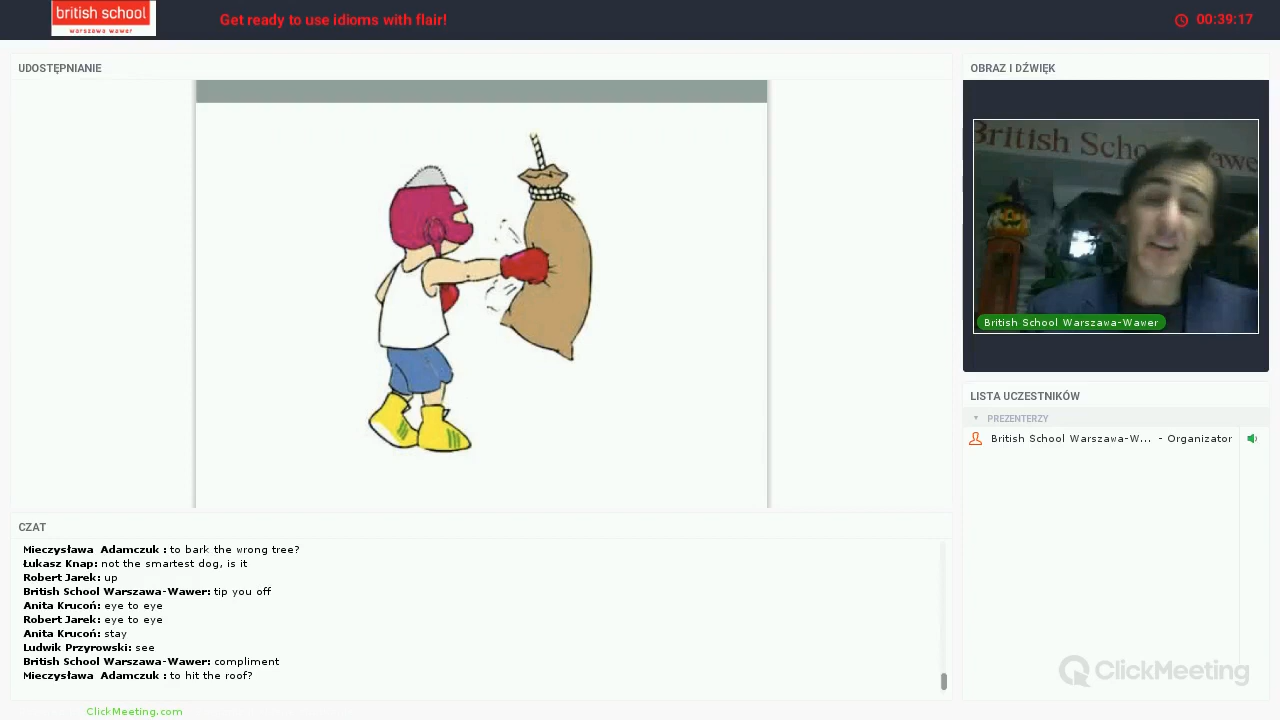 british school
warszawa wawer
Get ready to use idioms with flair!
00:39:17
UDOSTĘPNIANIE
OBRAZ I DŹWIĘK
British School Wawe
British School Warszawa-Wawer
LISTA UCZESTNIKÓW
PREZENTERZY
British School Warszawa-W... - Organizator
CZAT
Mieczysława Adamczuk : to bark the wrong tree?
Łukasz Knap: not the smartest dog, is it
Robert Jarek: up
British School Warszawa-Wawer: tip you off
Anita Krucoń: eye to eye
Robert Jarek: eye to eye
Anita Krucoń: stay
Ludwik Przyrowski: see
British School Warszawa-Wawer: compliment
Mieczysława Adamczuk : to hit the roof?
ClickMeeting
ClickMeeting.com